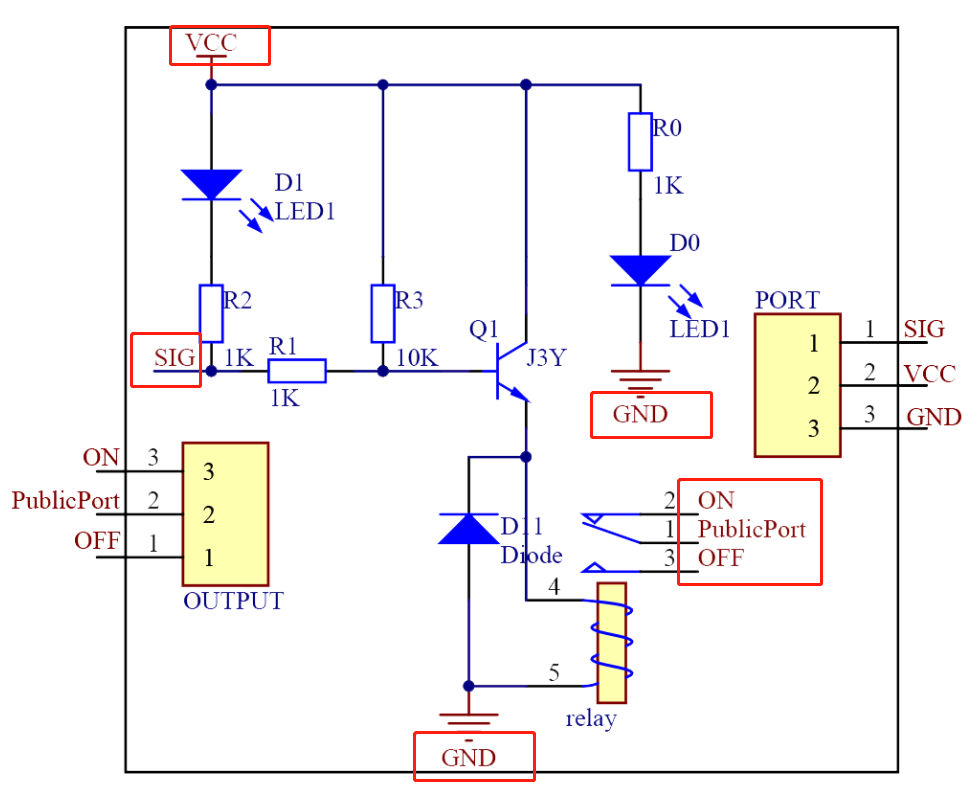 VCC
R0
1K
D1
LED1
D0
LED1
R2
1K
R3
10K
PORT
SIG
R1
1K
Q1
J3Y
1 1 SIG
2 2 VCC
3 3 GND
GND
ON 3 3
PublicPort 2 2
OFF 1 1
OUTPUT
D11
Diode
2 ON
1 PublicPort
3 OFF
4
5
relay
GND